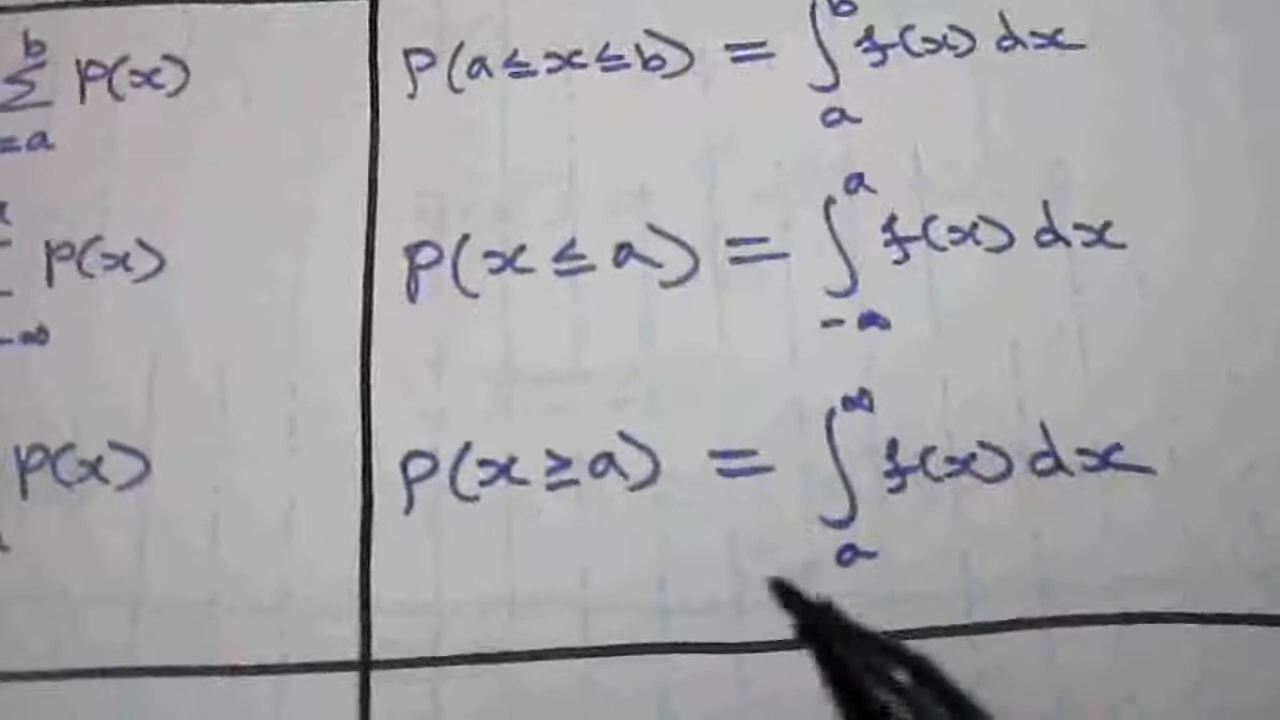 b
∑ p(x)
=a
p(a≤x≤b) = ∫ₐᵇ f(x) dx
p(x)
-∞
p(x≤a) = ∫₋∞ᵃ f(x) dx
p(x)
p(x≥a) = ∫ₐ∞ f(x) dx